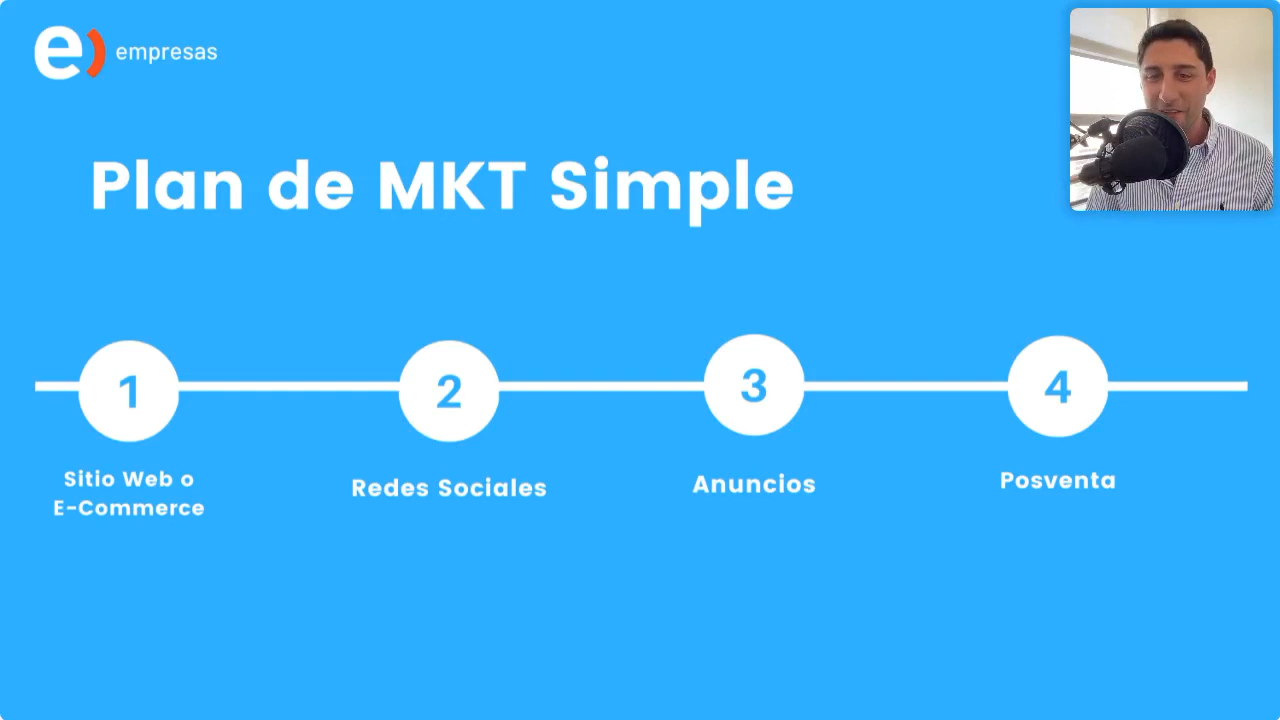 e) empresas
Plan de MKT Simple
1
2
3
4
Sitio Web o
E-Commerce
Redes Sociales
Anuncios
Posventa